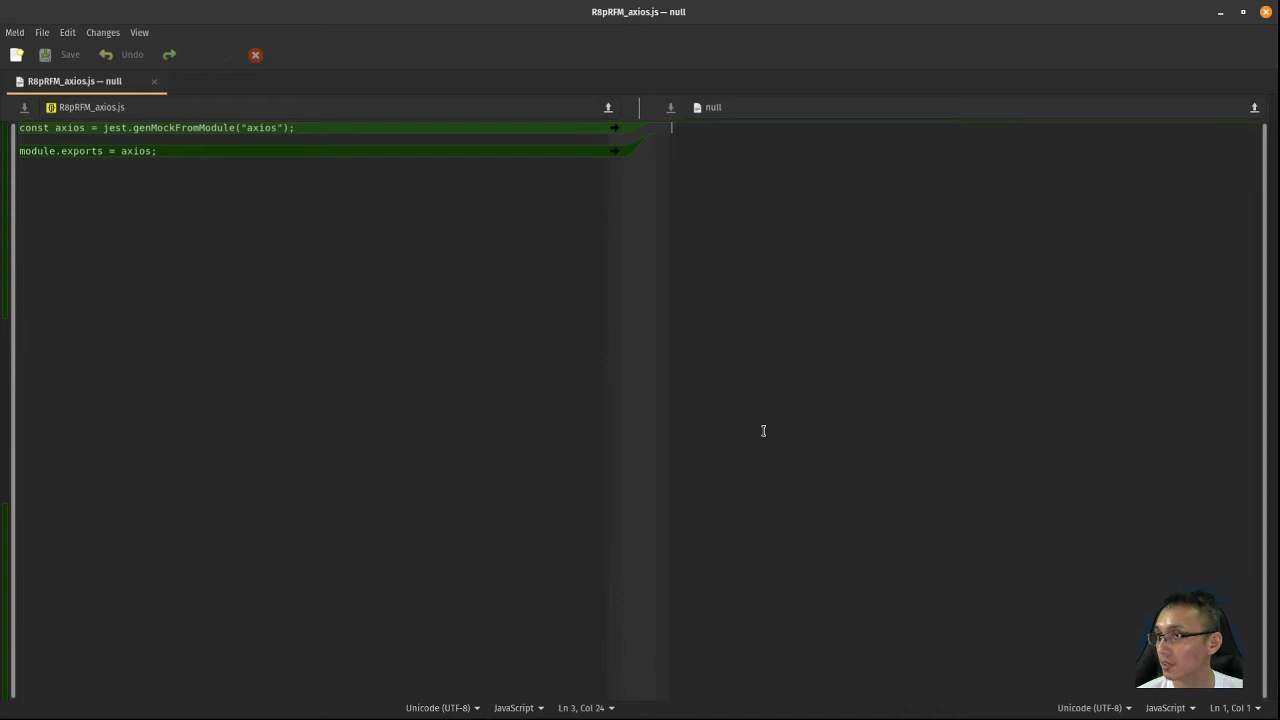 R8pRFM_axios.js — null
Meld File Edit Changes View
Save Undo
R8pRFM_axios.js — null
R8pRFM_axios.js
null
const axios = jest.genMockFromModule("axios");
module.exports = axios;
Unicode (UTF-8) JavaScript Ln 3, Col 24
Unicode (UTF-8) JavaScript Ln 1, Col 1